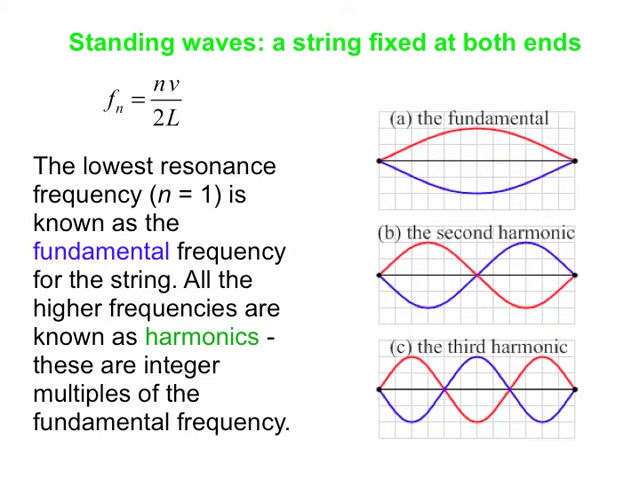 Standing waves: a string fixed at both ends
fₙ = nv / 2L
The lowest resonance
frequency (n = 1) is
known as the
fundamental frequency
for the string. All the
higher frequencies are
known as harmonics -
these are integer
multiples of the
fundamental frequency.
(a) the fundamental
(b) the second harmonic
(c) the third harmonic